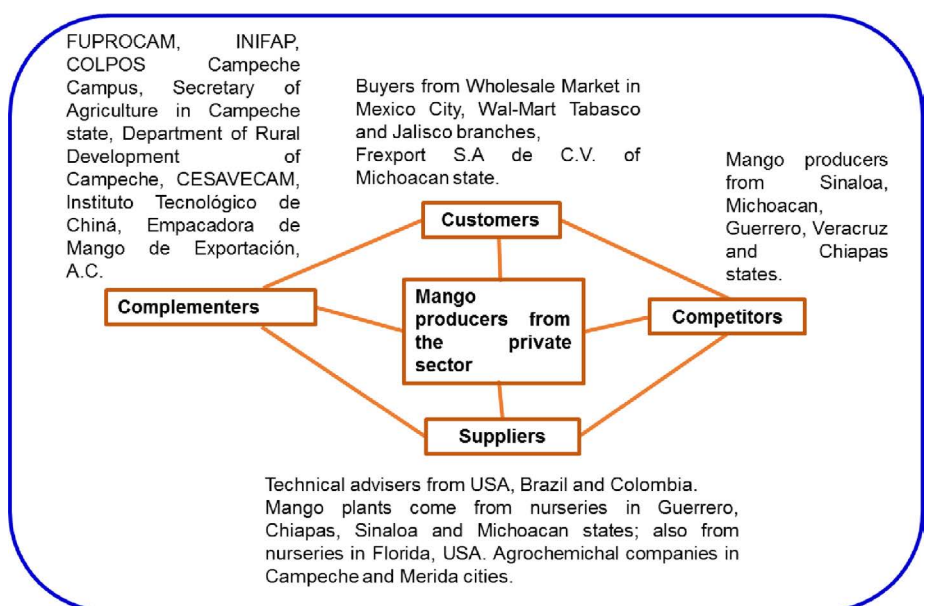 FUPROCAM, INIFAP,
COLPOS Campeche
Campus, Secretary of
Agriculture in Campeche
state, Department of Rural
Development of
Campeche, CESAVECAM,
Instituto Tecnológico de
Chiná, Empacadora de
Mango de Exportación,
A.C.
Buyers from Wholesale Market in
Mexico City, Wal-Mart Tabasco
and Jalisco branches,
Frexport S.A de C.V. of
Michoacan state.
Mango producers
from Sinaloa,
Michoacan,
Guerrero, Veracruz
and Chiapas
states.
Customers
Complementers
Mango
producers from
the private
sector
Competitors
Suppliers
Technical advisers from USA, Brazil and Colombia.
Mango plants come from nurseries in Guerrero,
Chiapas, Sinaloa and Michoacan states; also from
nurseries in Florida, USA. Agrochemichal companies in
Campeche and Merida cities.